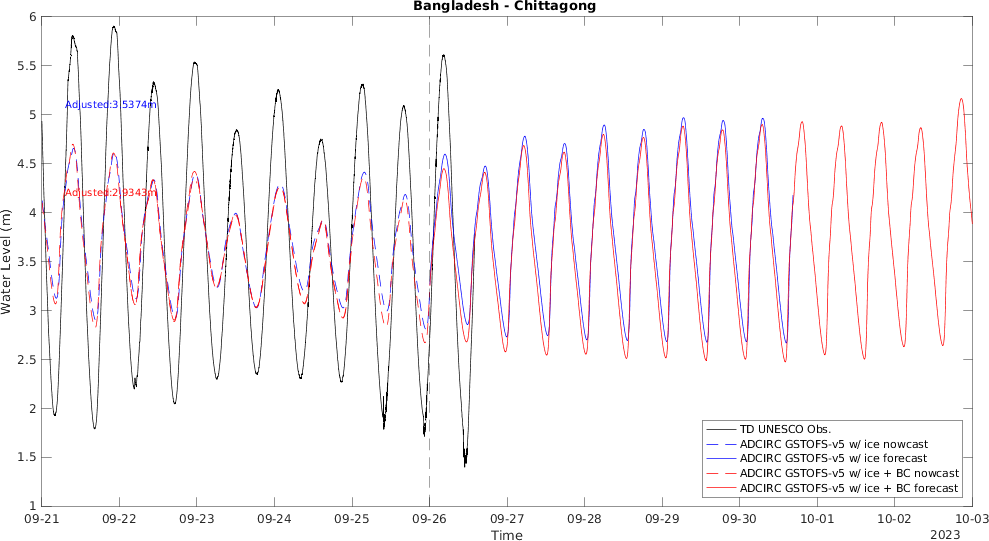 Bangladesh - Chittagong
6
5.5
5
4.5
4
3.5
3
2.5
2
1.5
1
Water Level (m)
Adjusted:3.5374m
Adjusted:2.9343m
TD UNESCO Obs.
ADCIRC GSTOFS-v5 w/ ice nowcast
ADCIRC GSTOFS-v5 w/ ice forecast
ADCIRC GSTOFS-v5 w/ ice + BC nowcast
ADCIRC GSTOFS-v5 w/ ice + BC forecast
09-21 09-22 09-23 09-24 09-25 09-26 09-27 09-28 09-29 09-30 10-01 10-02 10-03
Time
2023